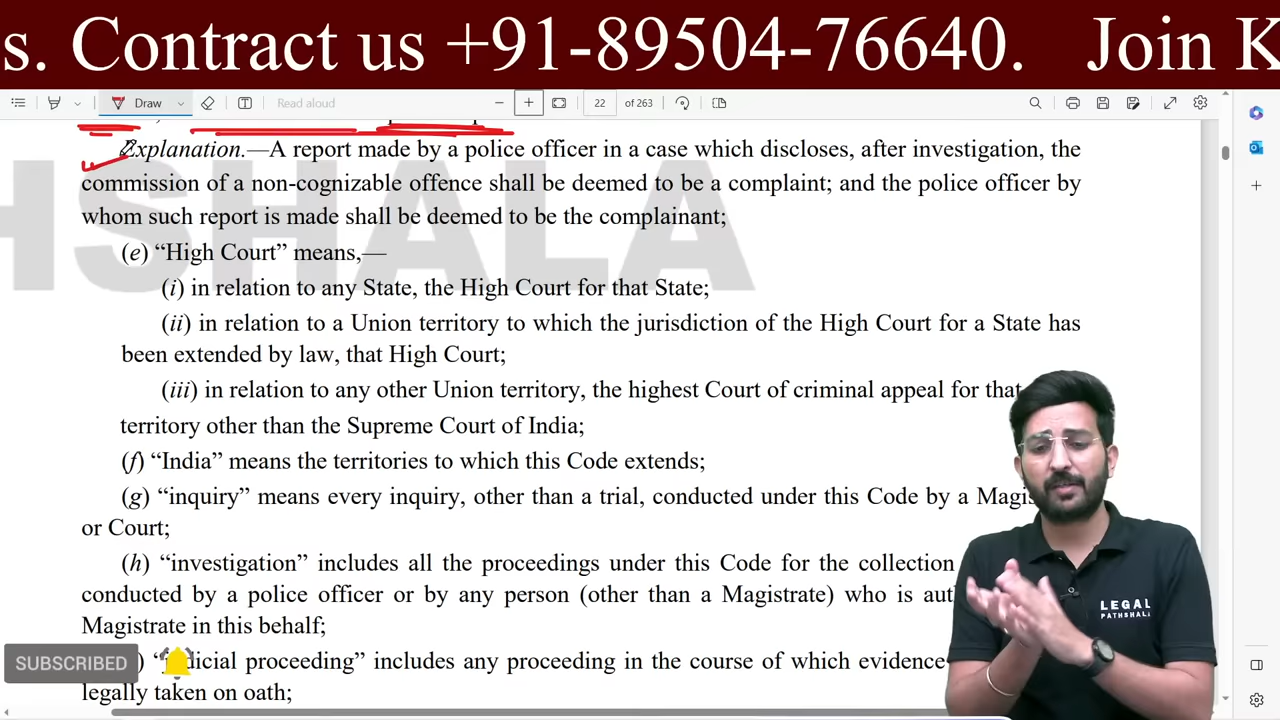 s. Contract us +91-89504-76640. Join K
Draw
Read aloud
22 of 263
Explanation.—A report made by a police officer in a case which discloses, after investigation, the
commission of a non-cognizable offence shall be deemed to be a complaint; and the police officer by
whom such report is made shall be deemed to be the complainant;
(e) “High Court” means,—
(i) in relation to any State, the High Court for that State;
(ii) in relation to a Union territory to which the jurisdiction of the High Court for a State has
been extended by law, that High Court;
(iii) in relation to any other Union territory, the highest Court of criminal appeal for that
territory other than the Supreme Court of India;
(f) “India” means the territories to which this Code extends;
(g) “inquiry” means every inquiry, other than a trial, conducted under this Code by a
or Court;
(h) “investigation” includes all the proceedings under this Code for the collection
conducted by a police officer or by any person (other than a Magistrate) who is
Magistrate in this behalf;
proceeding” includes any proceeding in the course of which evidence
legally taken on oath;
HSHALA
SUBSCRIBED
LEGAL
PATHSHALA